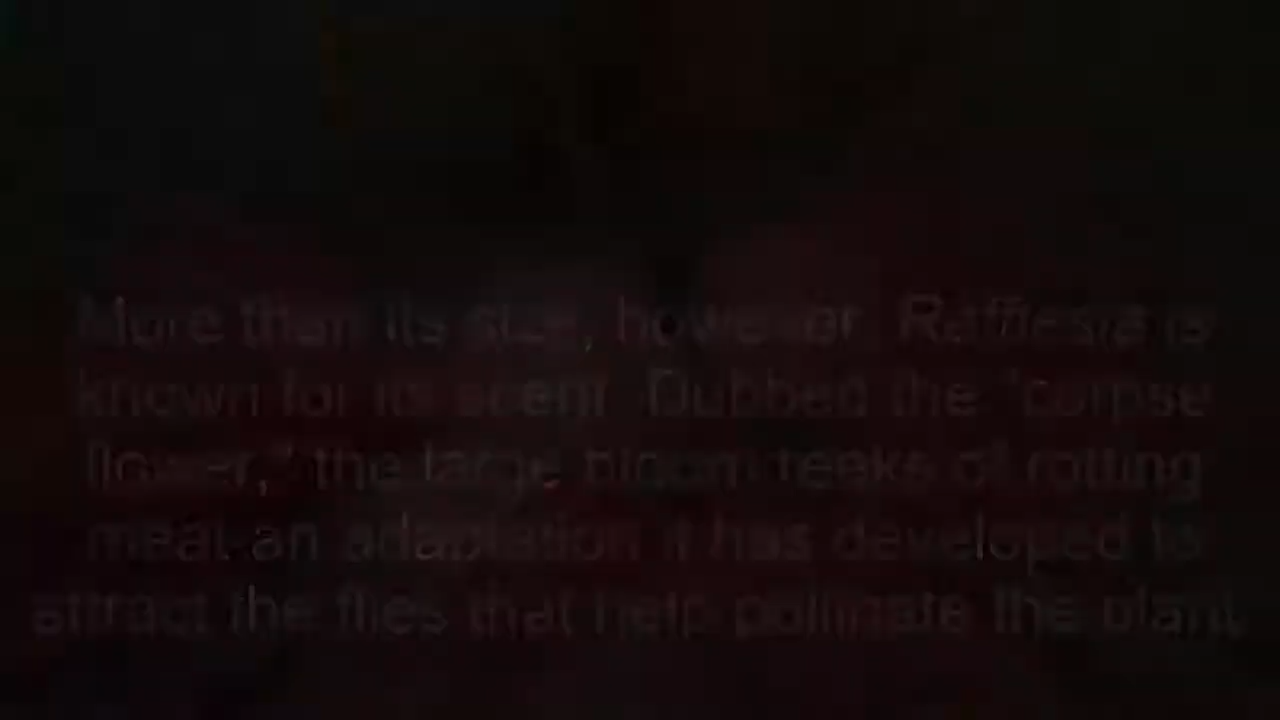 More than its size, however, Rafflesia is
known for its scent. Dubbed the "corpse
flower," the large bloom reeks of rotting
meat an adaptation it has developed to
attract the flies that help pollinate the plant.